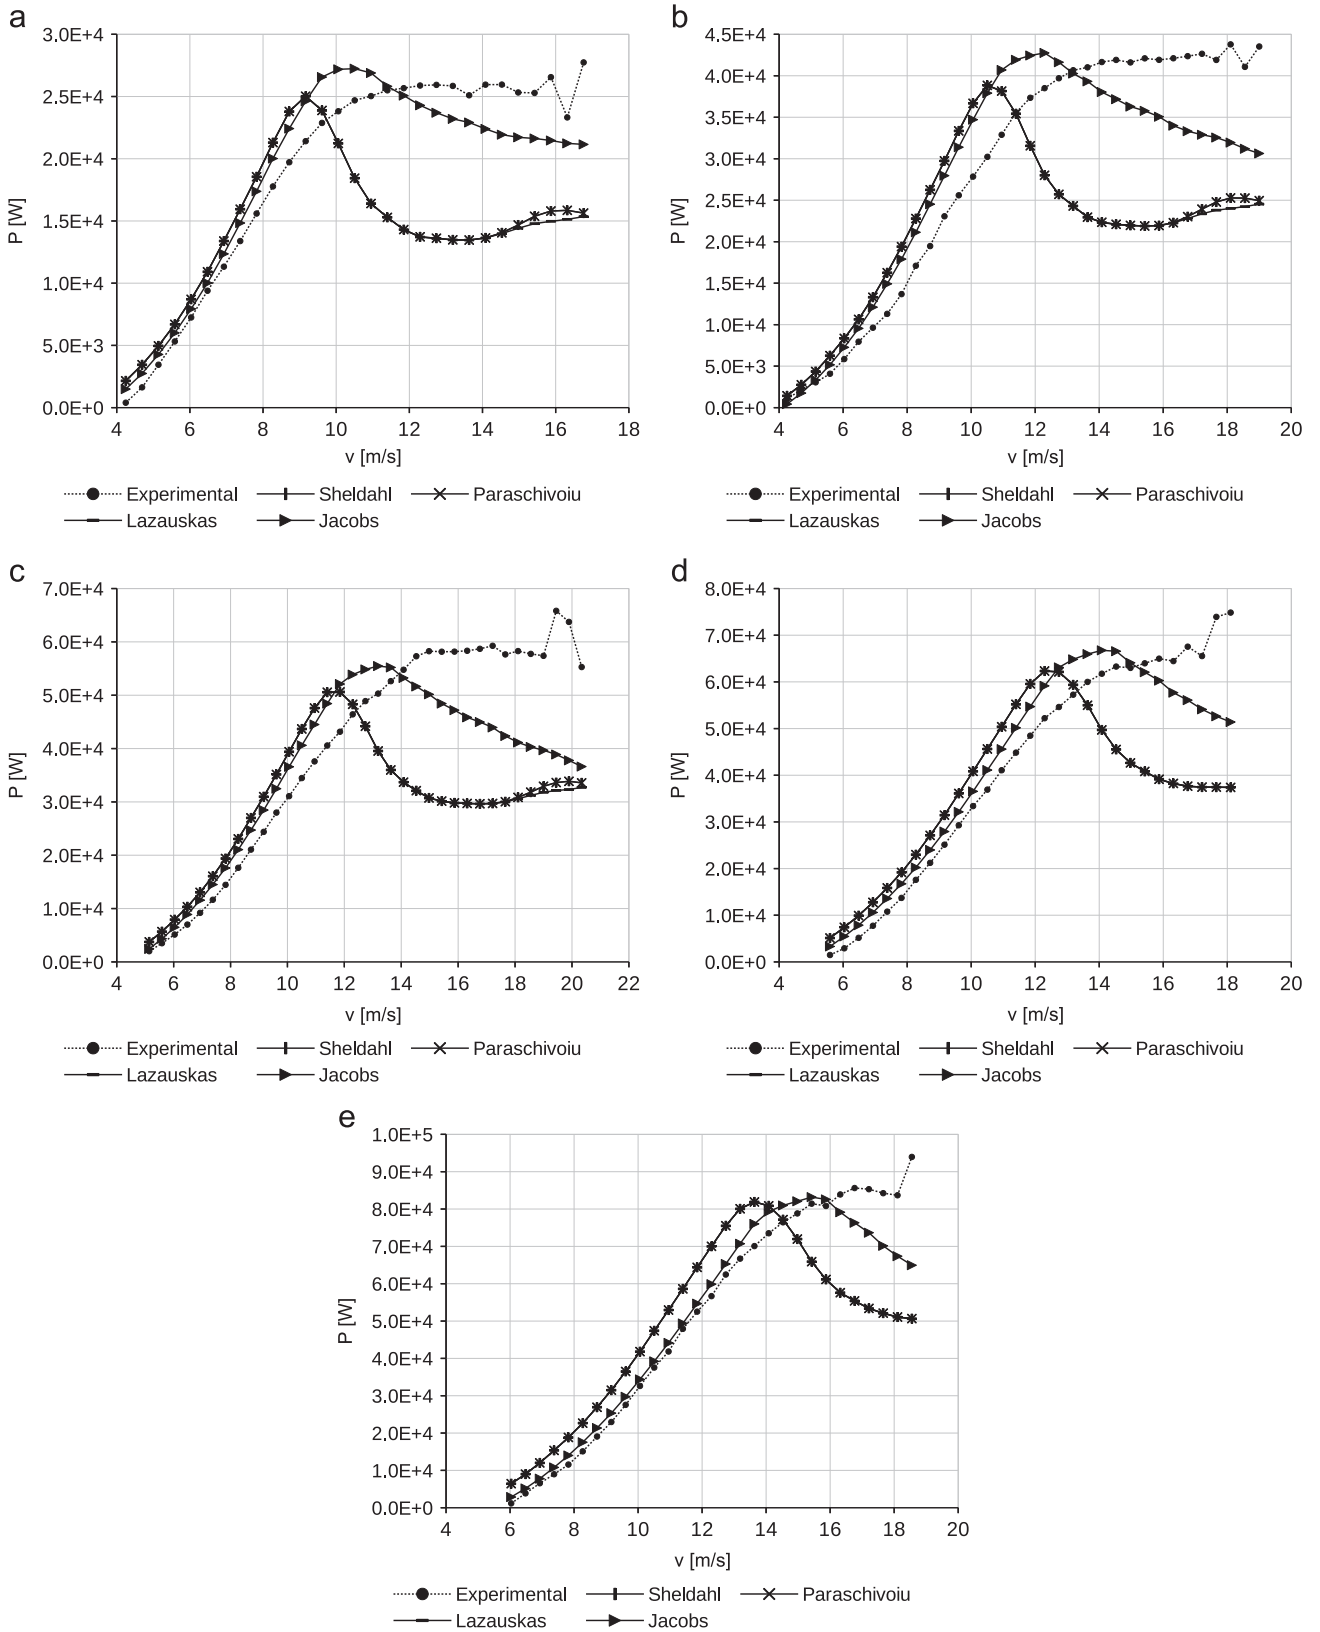 a
3.0E+4
2.5E+4
2.0E+4
1.5E+4
1.0E+4
5.0E+3
0.0E+0
P [W]
4 6 8 10 12 14 16 18
v [m/s]
Experimental Sheldahl Paraschivoiu
Lazauskas Jacobs
b
4.5E+4
4.0E+4
3.5E+4
3.0E+4
2.5E+4
2.0E+4
1.5E+4
1.0E+4
5.0E+3
0.0E+0
P [W]
4 6 8 10 12 14 16 18 20
v [m/s]
Experimental Sheldahl Paraschivoiu
Lazauskas Jacobs
c
7.0E+4
6.0E+4
5.0E+4
4.0E+4
3.0E+4
2.0E+4
1.0E+4
0.0E+0
P [W]
4 6 8 10 12 14 16 18 20 22
v [m/s]
Experimental Sheldahl Paraschivoiu
Lazauskas Jacobs
d
8.0E+4
7.0E+4
6.0E+4
5.0E+4
4.0E+4
3.0E+4
2.0E+4
1.0E+4
0.0E+0
P [W]
4 6 8 10 12 14 16 18 20
v [m/s]
Experimental Sheldahl Paraschivoiu
Lazauskas Jacobs
e
1.0E+5
9.0E+4
8.0E+4
7.0E+4
6.0E+4
5.0E+4
4.0E+4
3.0E+4
2.0E+4
1.0E+4
0.0E+0
P [W]
4 6 8 10 12 14 16 18 20
v [m/s]
Experimental Sheldahl Paraschivoiu
Lazauskas Jacobs